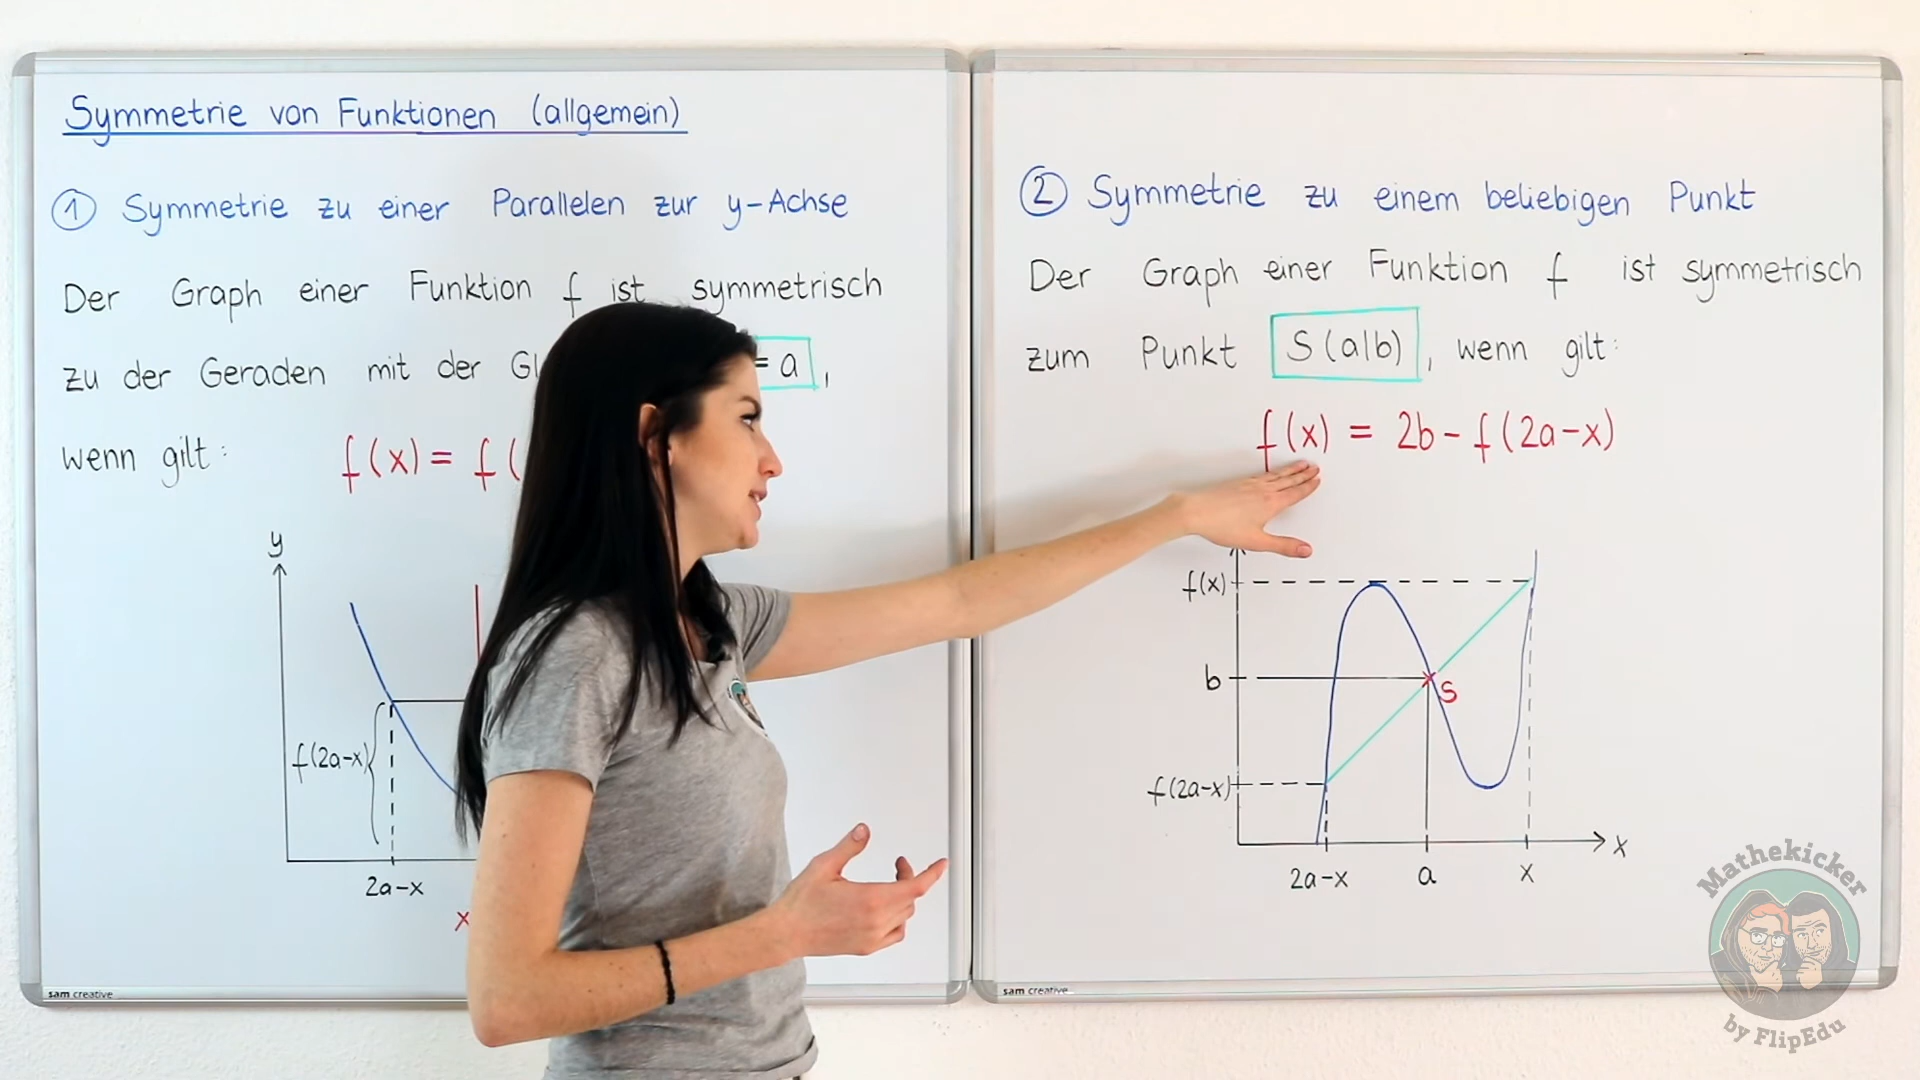 Symmetrie von Funktionen (allgemein)
① Symmetrie zu einer Parallelen zur y-Achse
Der Graph einer Funktion f ist symmetrisch
zu der Geraden mit der = a ,
wenn gilt: f(x) = f(
y
f(2a-x)
2a-x
x
sam creative
② Symmetrie zu einem beliebigen Punkt
Der Graph einer Funktion f ist symmetrisch
zum Punkt S(a|b) , wenn gilt:
f(x) = 2b - f(2a-x)
f(x)
b
S
f(2a-x)
x
2a-x a x
sam creative
Mathekicker
by FlipEdu